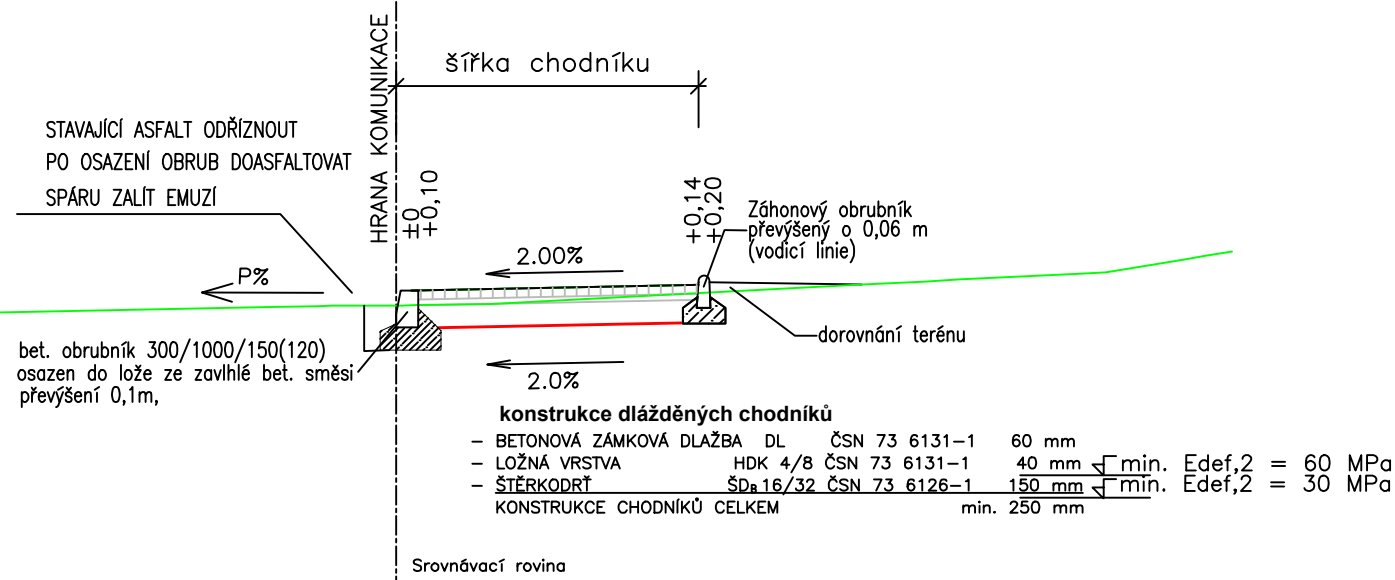 HRANA KOMUNIKACE
šířka chodníku
STAVAJÍCÍ ASFALT ODŘÍZNOUT
PO OSAZENÍ OBRUB DOASFALTOVAT
SPÁRU ZALÍT EMUZÍ
±0
+0,10
+0,14
+0,20
Záhonový obrubník
převýšený o 0,06 m
(vodicí linie)
2.00%
P%
dorovnání terénu
bet. obrubník 300/1000/150(120)
osazen do lože ze zavlhlé bet. směsi
převýšení 0,1m,
2.0%
konstrukce dlážděných chodníků
– BETONOVÁ ZÁMKOVÁ DLAŽBA DL ČSN 73 6131–1 60 mm
– LOŽNÁ VRSTVA HDK 4/8 ČSN 73 6131–1 40 mm min. Edef,2 = 60 MPa
– ŠTĚRKODRŤ ŠDB 16/32 ČSN 73 6126–1 150 mm min. Edef,2 = 30 MPa
KONSTRUKCE CHODNÍKŮ CELKEM min. 250 mm
Srovnávací rovina